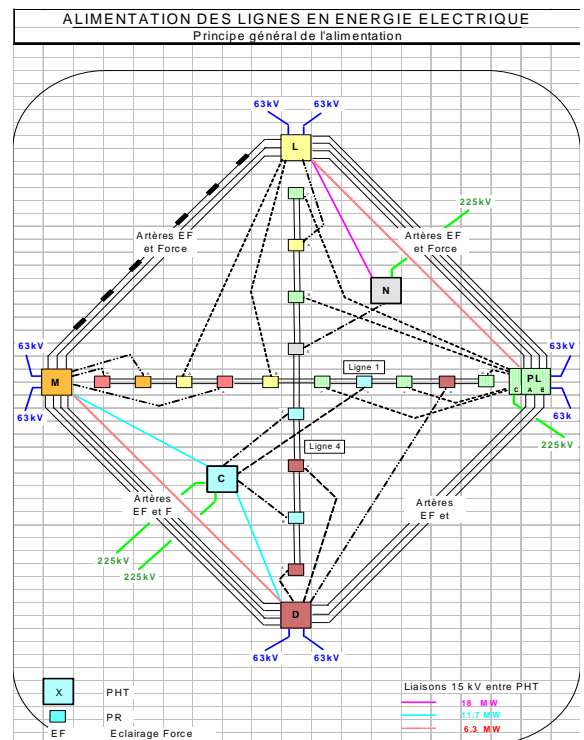 ALIMENTATION DES LIGNES EN ENERGIE ELECTRIQUE
Principe général de l'alimentation
63kV 63kV
L
225kV
Artères EF
et Force
Artères EF
et Force
N
63kV
M
63kV
Ligne 1
PL
C A B
63kV
63k
225kV
Ligne 4
C
Artères
EF et F
Artères
EF et
225kV
225kV
D
63kV 63kV
X PHT
PR
EF Eclairage Force
Liaisons 15 kV entre PHT
18 MW
11.7 MW
6.3 MW